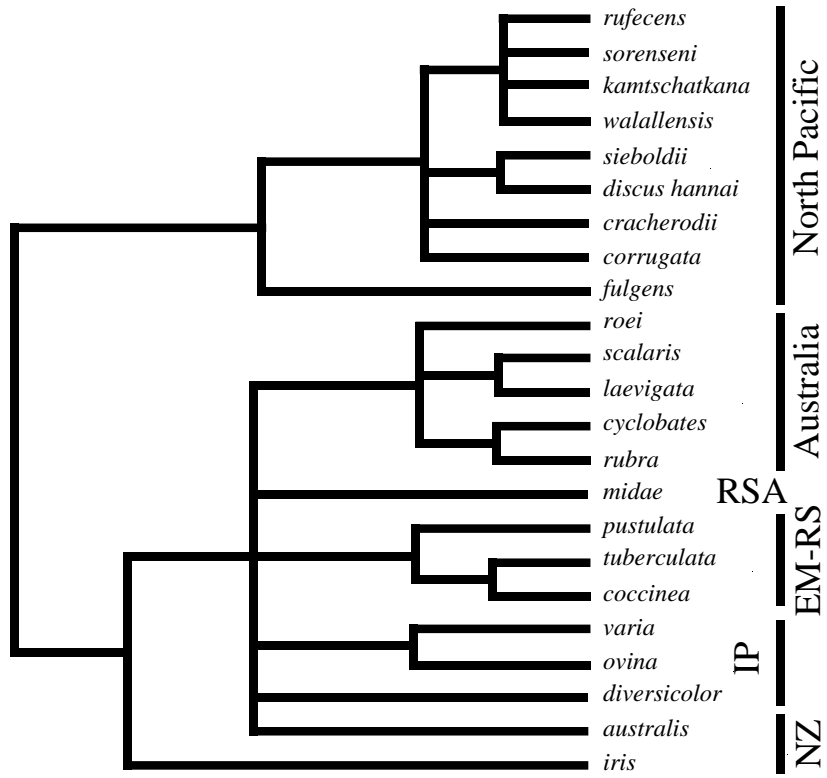 rufecens
sorenseni
kamtschatkana
walallensis
sieboldii
discus hannai
cracherodii
corrugata
fulgens
North Pacific
roei
scalaris
laevigata
cyclobates
rubra
Australia
midae
RSA
pustulata
tuberculata
coccinea
EM-RS
varia
ovina
diversicolor
IP
australis
iris
NZ